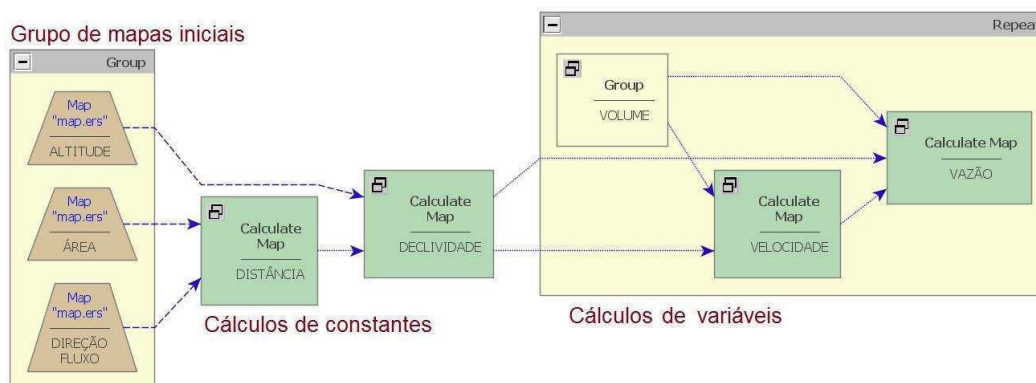 Grupo de mapas iniciais
Group
Map
"map.ers"
ALTITUDE
Map
"map.ers"
ÁREA
Map
"map.ers"
DIREÇÃO
FLUXO
Calculate
Map
DISTÂNCIA
Cálculos de constantes
Calculate
Map
DECLIVIDADE
Repeat
Group
VOLUME
Calculate
Map
VELOCIDADE
Calculate Map
VAZÃO
Cálculos de variáveis